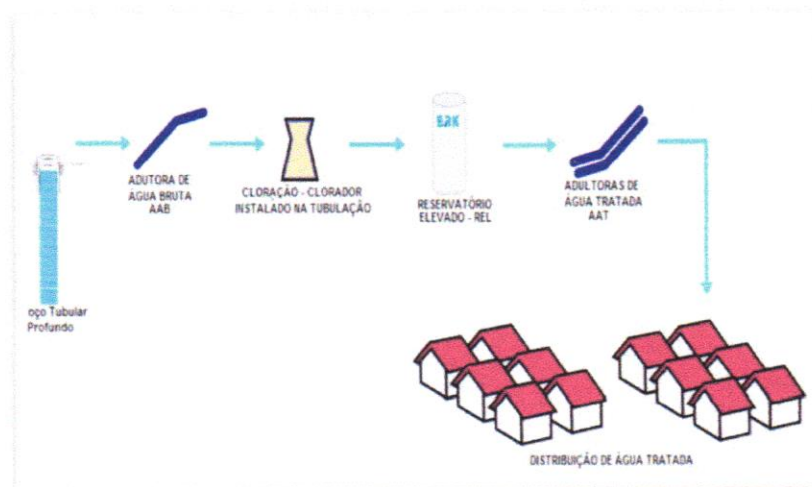 ADUTORA DE
ÁGUA BRUTA
AAB
CLORAÇÃO - CLORADOR
INSTALADO NA TUBULAÇÃO
BRK
RESERVATÓRIO
ELEVADO - REL
ADULTORAS DE
ÁGUA TRATADA
AAT
oço Tubular
Profundo
DISTRIBUIÇÃO DE ÁGUA TRATADA